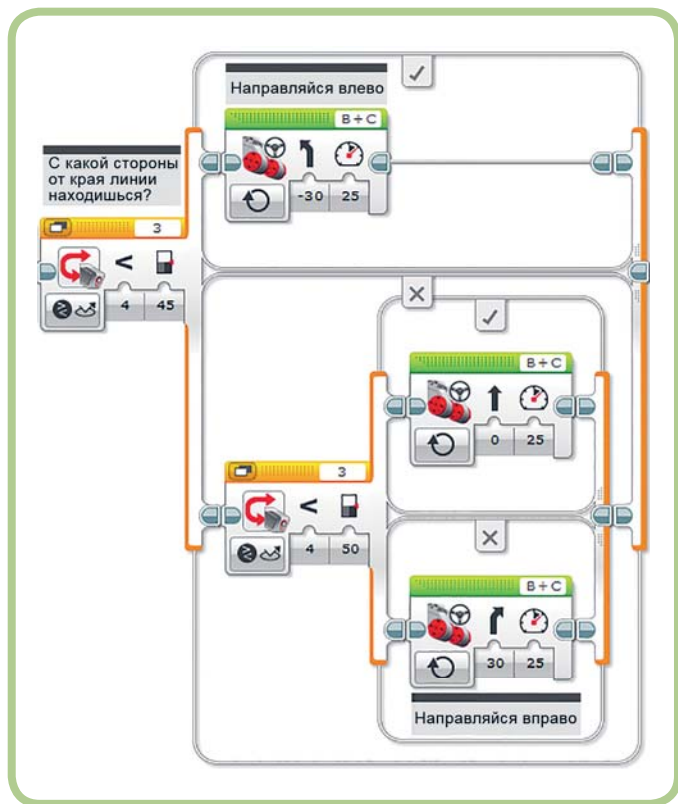 Направляйся влево
B + C
-30 25
С какой стороны
от края линии
находишься?
3
<
4 45
B + C
0 25
3
<
4 50
B + C
30 25
Направляйся вправо